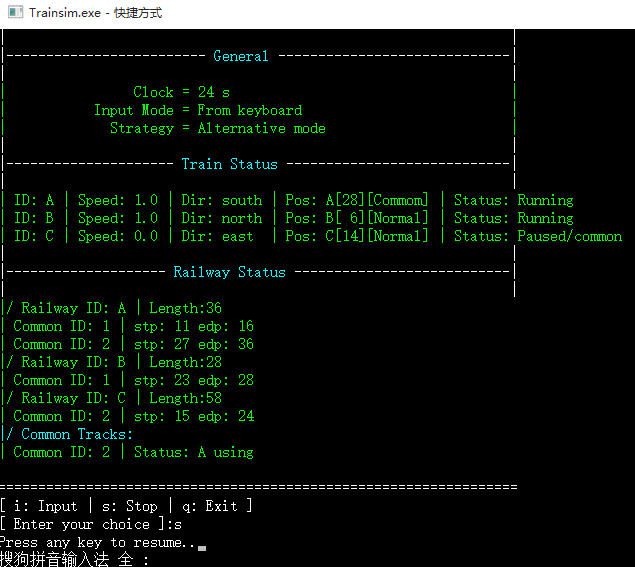 Trainsim.exe - 快捷方式
|------------------------- General -----------------------------|
Clock = 24 s
Input Mode = From keyboard
Strategy = Alternative mode
|--------------------- Train Status ----------------------------|
| ID: A | Speed: 1.0 | Dir: south | Pos: A[28][Commom] | Status: Running
| ID: B | Speed: 1.0 | Dir: north | Pos: B[ 6][Normal] | Status: Running
| ID: C | Speed: 0.0 | Dir: east | Pos: C[14][Normal] | Status: Paused/common
|-------------------- Railway Status ----------------------------|
|/ Railway ID: A | Length:36
| Common ID: 1 | stp: 11 edp: 16
| Common ID: 2 | stp: 27 edp: 36
|/ Railway ID: B | Length:28
| Common ID: 1 | stp: 23 edp: 28
|/ Railway ID: C | Length:58
| Common ID: 2 | stp: 15 edp: 24
|/ Common Tracks:
| Common ID: 2 | Status: A using
=================================================================
[ i: Input | s: Stop | q: Exit ]
[ Enter your choice ]:s
Press any key to resume.._
搜狗拼音输入法 全 :